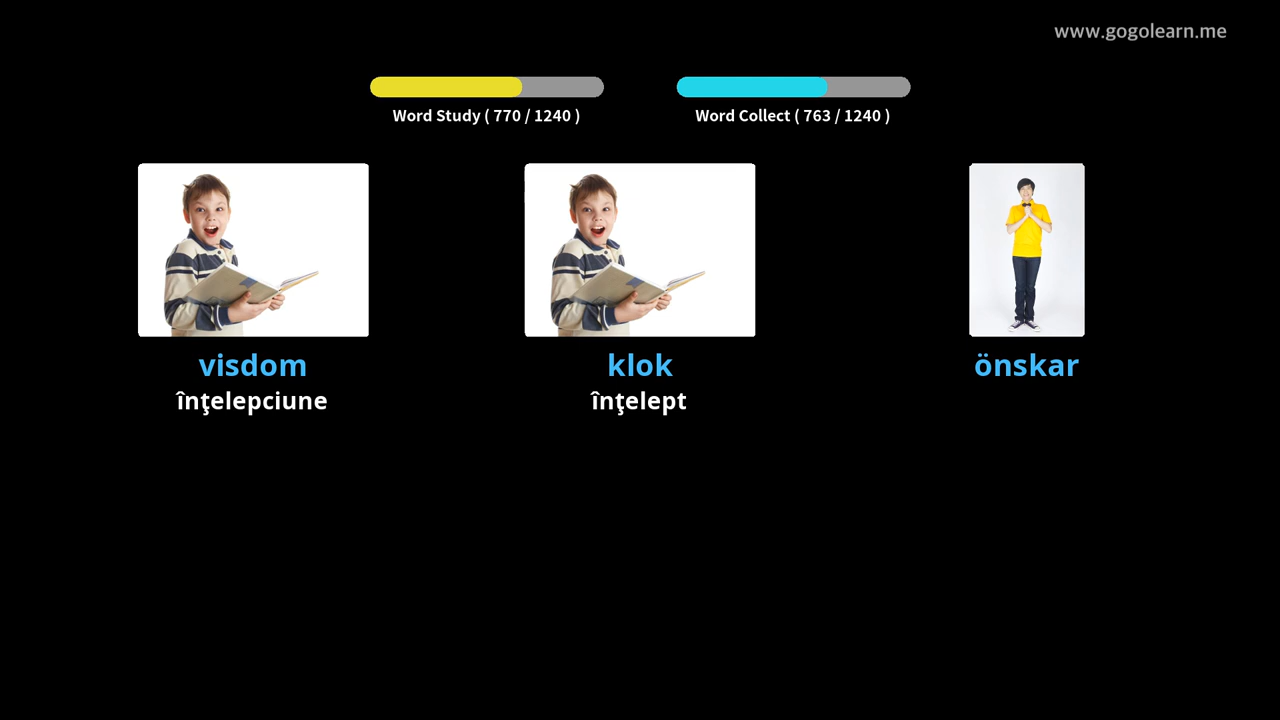 www.gogolearn.me
Word Study ( 770 / 1240 )
Word Collect ( 763 / 1240 )
visdom
klok
önskar
înţelepciune
înţelept